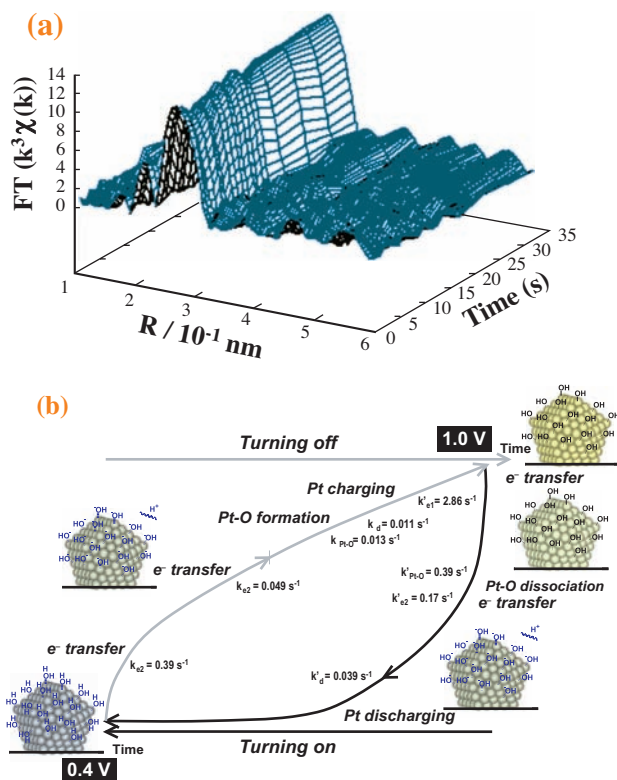 (a)
FT (k³χ(k))
14
12
10
8
6
4
2
0
1
2
3
4
5
6
R / 10⁻¹ nm
0
5
10
15
20
25
30
35
Time (s)
(b)
Turning off
1.0 V
Time
e⁻ transfer
Pt charging
k'e1 = 2.86 s⁻¹
Pt-O formation
kd = 0.011 s⁻¹
kPt-O = 0.013 s⁻¹
H⁺
e⁻ transfer
ke2 = 0.049 s⁻¹
k'Pt-O = 0.39 s⁻¹
k'e2 = 0.17 s⁻¹
Pt-O dissociation
e⁻ transfer
H⁺
e⁻ transfer
ke2 = 0.39 s⁻¹
k'd = 0.039 s⁻¹
Pt discharging
Time
Turning on
0.4 V